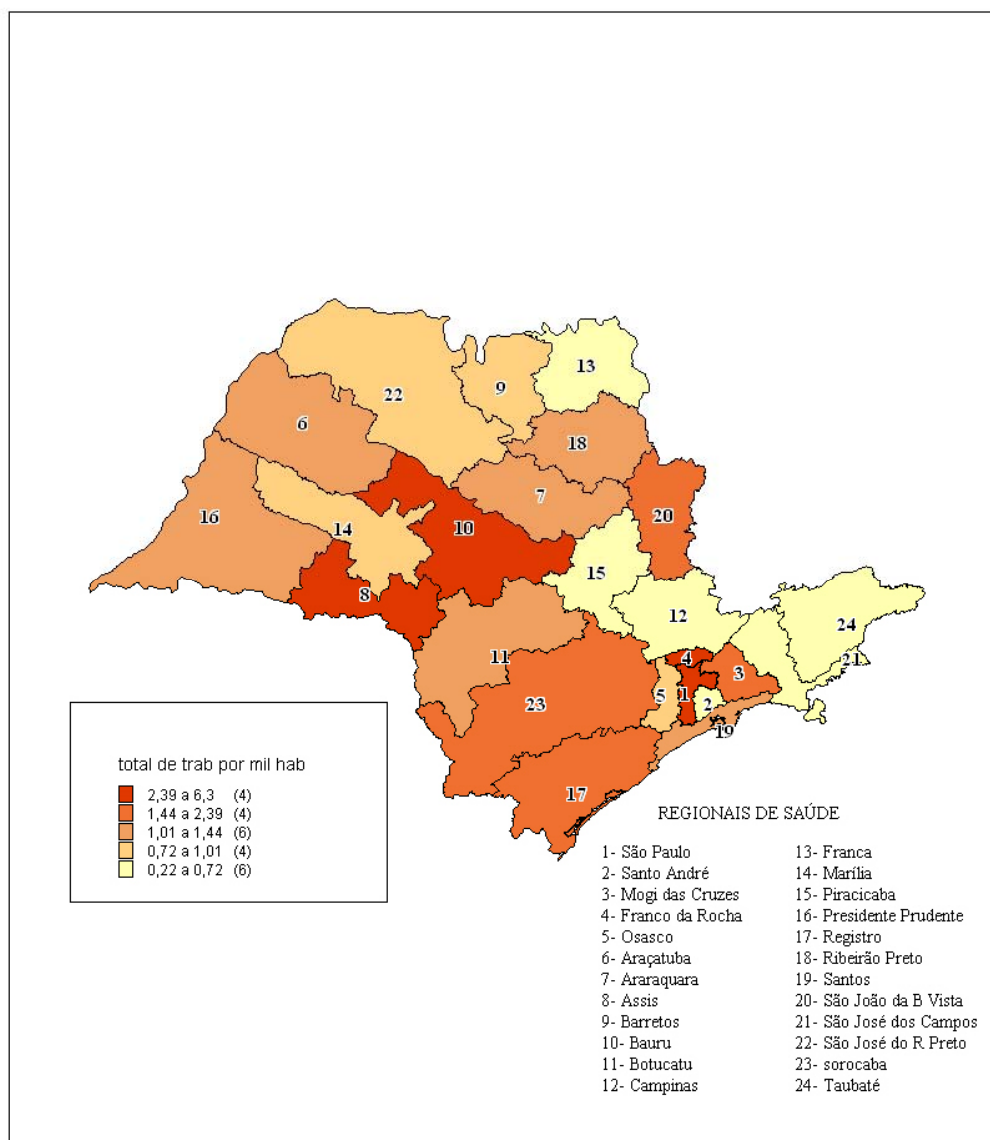 13
9
22
6
18
7
16
20
10
14
15
8
12
24
11
4
21
3
5
1
2
23
19
17
total de trab por mil hab
2,39 a 6,3 (4)
1,44 a 2,39 (4)
1,01 a 1,44 (6)
0,72 a 1,01 (4)
0,22 a 0,72 (6)
REGIONAIS DE SAÚDE
1- São Paulo
2- Santo André
3- Mogi das Cruzes
4- Franco da Rocha
5- Osasco
6- Araçatuba
7- Araraquara
8- Assis
9- Barretos
10- Bauru
11- Botucatu
12- Campinas
13- Franca
14- Marília
15- Piracicaba
16- Presidente Prudente
17- Registro
18- Ribeirão Preto
19- Santos
20- São João da B Vista
21- São José dos Campos
22- São José do R Preto
23- sorocaba
24- Taubaté